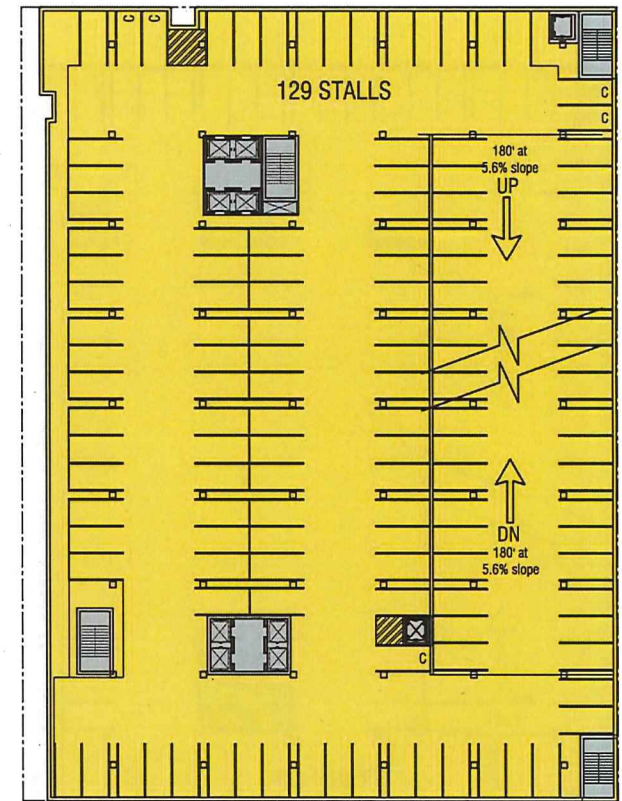 C C
129 STALLS
C
C
180' at
5.6% slope
UP
DN
180' at
5.6% slope
C